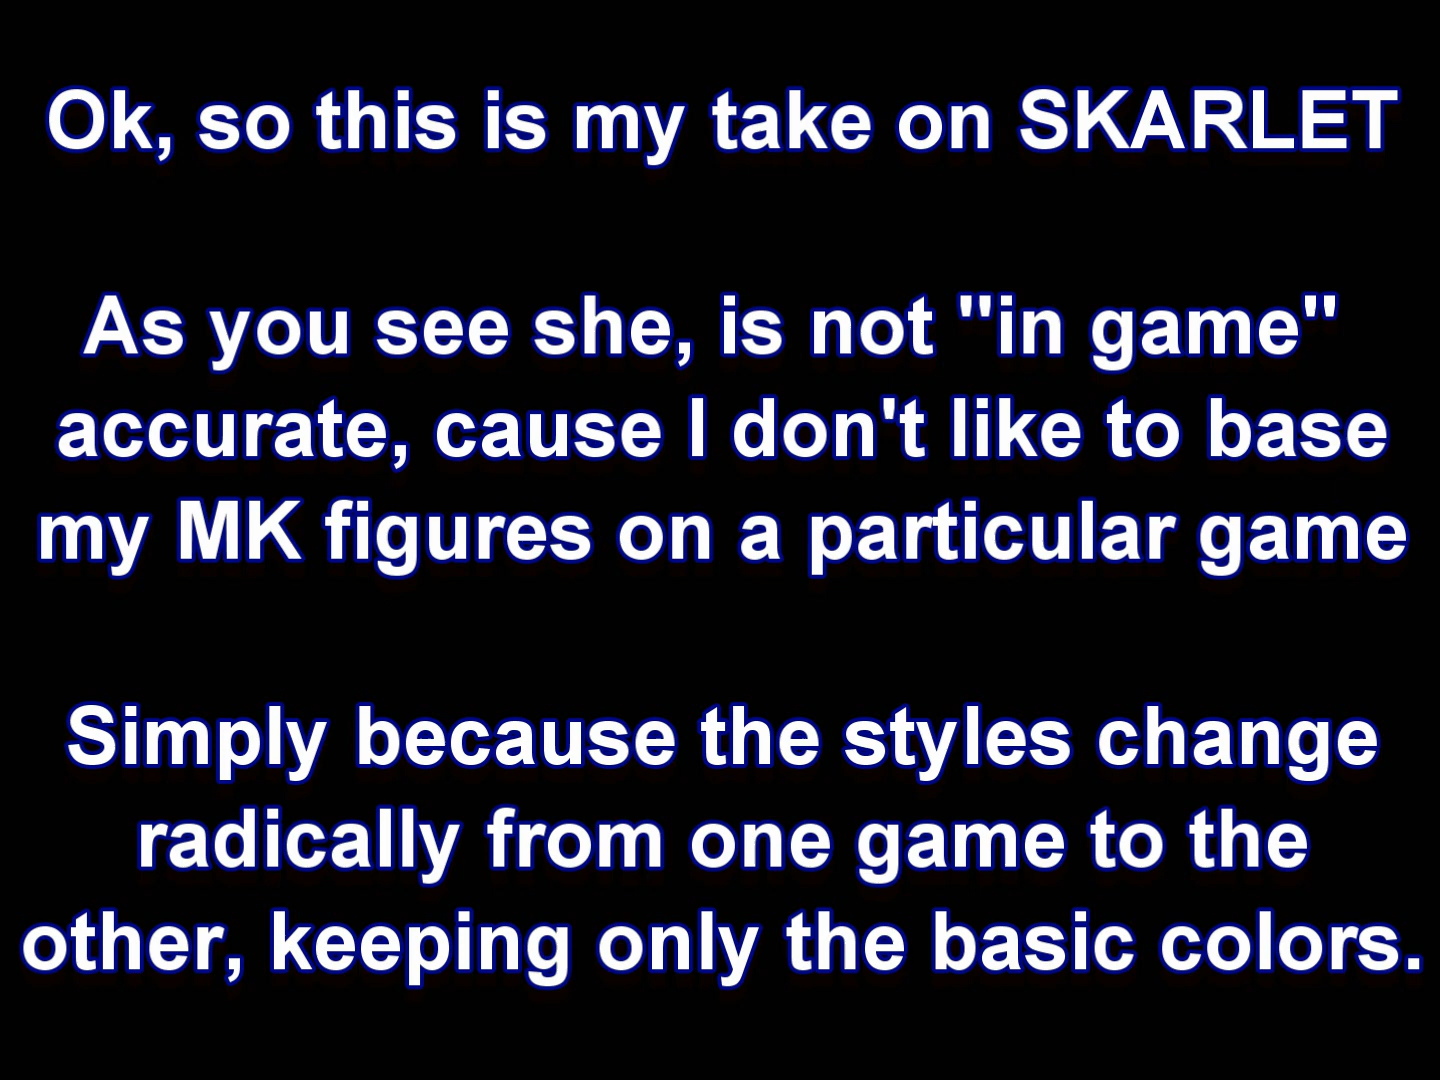 Ok, so this is my take on SKARLET
As you see she, is not "in game"
accurate, cause I don't like to base
my MK figures on a particular game
Simply because the styles change
radically from one game to the
other, keeping only the basic colors.